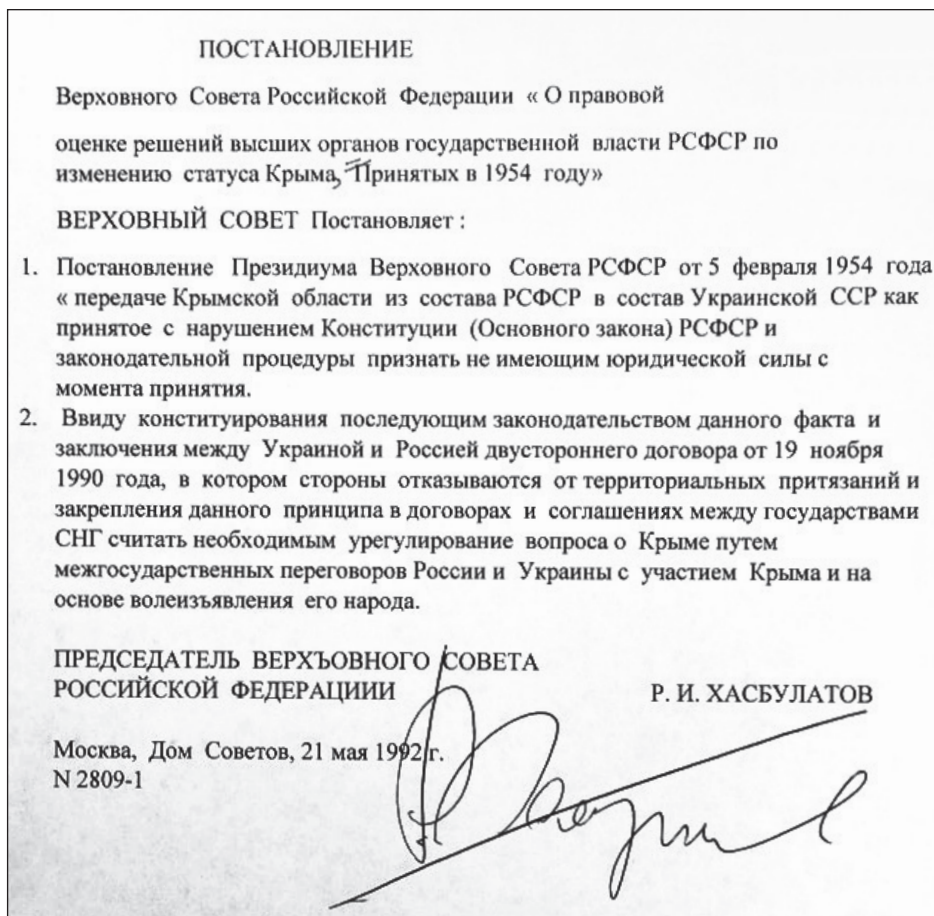 ПОСТАНОВЛЕНИЕ
Верховного Совета Российской Федерации « О правовой
оценке решений высших органов государственной власти РСФСР по
изменению статуса Крыма, Принятых в 1954 году»
ВЕРХОВНЫЙ СОВЕТ Постановляет :
1. Постановление Президиума Верховного Совета РСФСР от 5 февраля 1954 года
« передаче Крымской области из состава РСФСР в состав Украинской ССР как
принятое с нарушением Конституции (Основного закона) РСФСР и
законодательной процедуры признать не имеющим юридической силы с
момента принятия.
2. Ввиду конституирования последующим законодательством данного факта и
заключения между Украиной и Россией двустороннего договора от 19 ноября
1990 года, в котором стороны отказываются от территориальных притязаний и
закрепления данного принципа в договорах и соглашениях между государствами
СНГ считать необходимым урегулирование вопроса о Крыме путем
межгосударственных переговоров России и Украины с участием Крыма и на
основе волеизъявления его народа.
ПРЕДСЕДАТЕЛЬ ВЕРХЪОВНОГО СОВЕТА
РОССИЙСКОЙ ФЕДЕРАЦИИИ Р. И. ХАСБУЛАТОВ
Москва, Дом Советов, 21 мая 1992 г.
N 2809-1